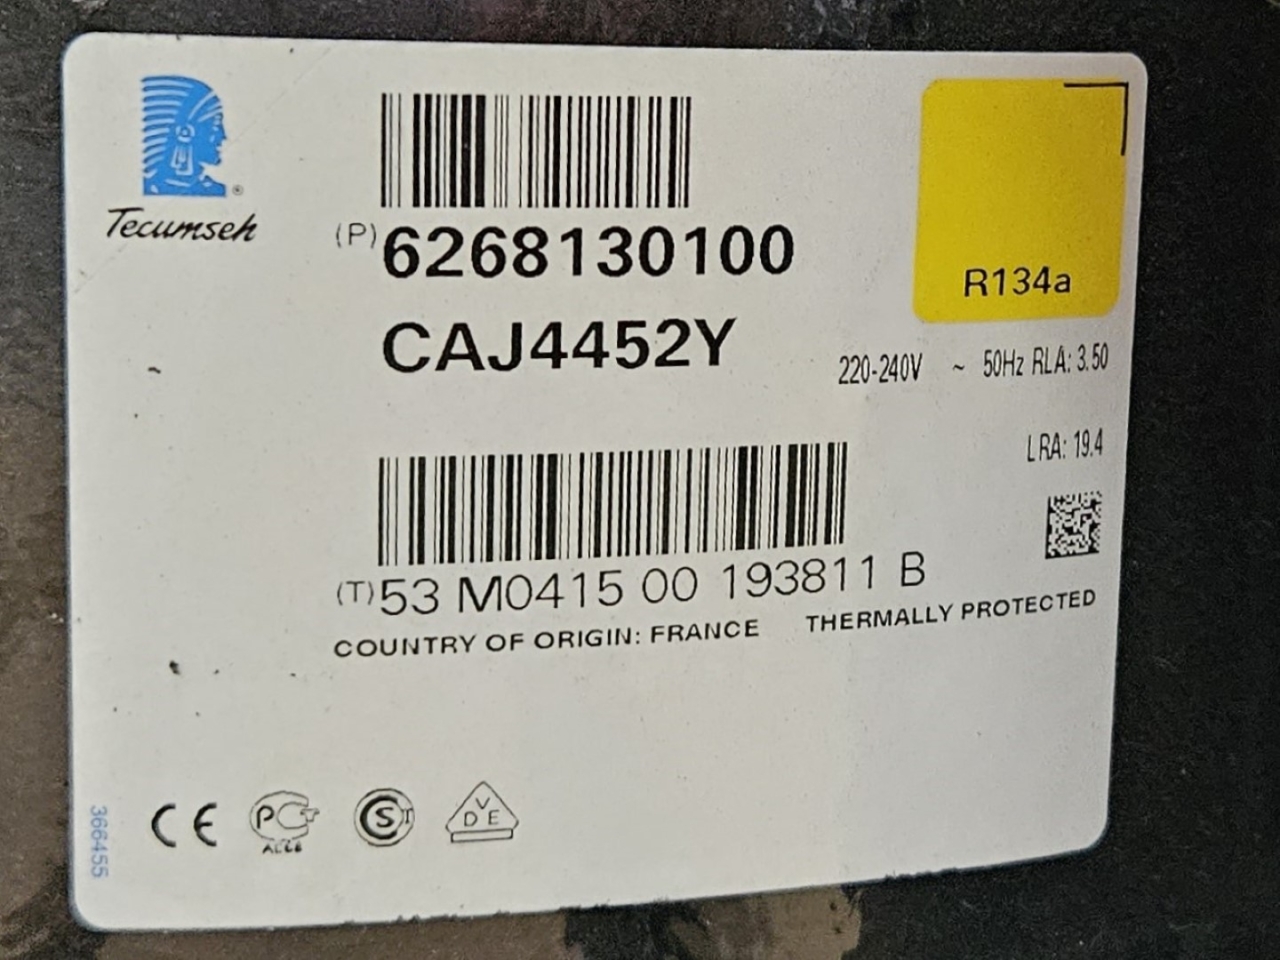 Tecumseh
(P) 6268130100
CAJ4452Y
R134a
220-240V ~ 50Hz RLA: 3.50
LRA: 19.4
(T) 53 M0415 00 193811 B
COUNTRY OF ORIGIN: FRANCE THERMALLY PROTECTED
CE
VDE
366455